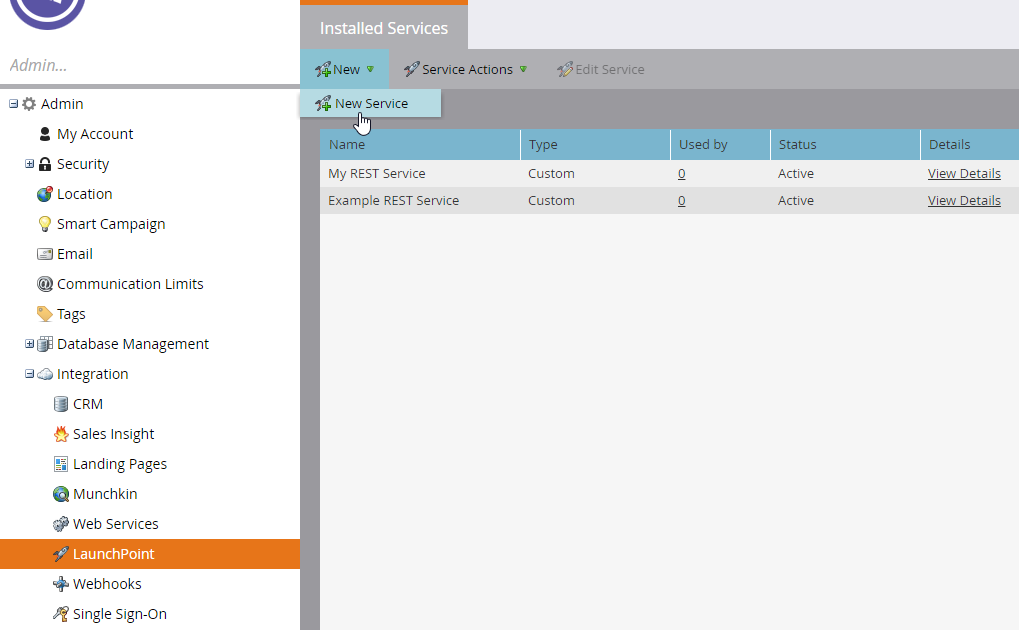 Admin...
Admin
My Account
Security
Location
Smart Campaign
Email
Communication Limits
Tags
Database Management
Integration
CRM
Sales Insight
Landing Pages
Munchkin
Web Services
LaunchPoint
Webhooks
Single Sign-On
Installed Services
New Service Actions Edit Service
New Service
Name Type Used by Status Details
My REST Service Custom 0 Active View Details
Example REST Service Custom 0 Active View Details